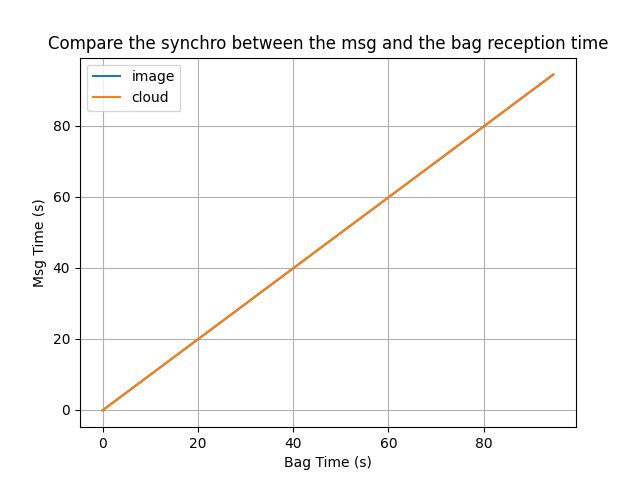 Compare the synchro between the msg and the bag reception time
image
cloud
80
60
40
20
0
Msg Time (s)
0 20 40 60 80
Bag Time (s)